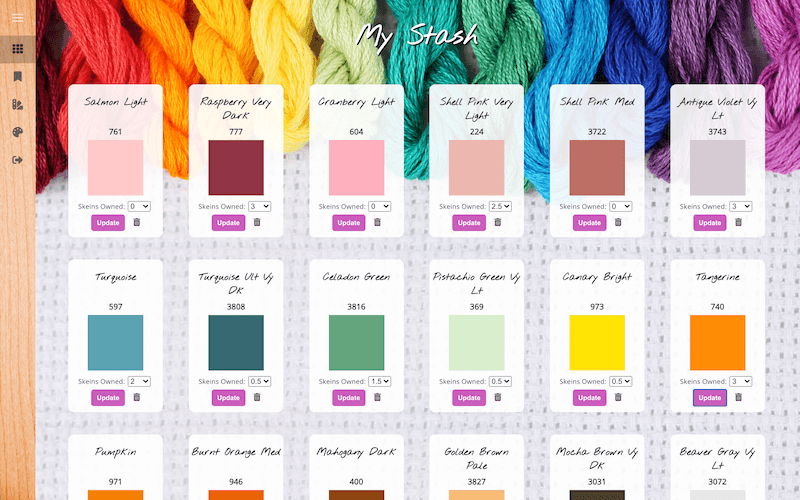 My Stash
Salmon Light
761
Skeins Owned: 0
Update
Raspberry Very
Dark
777
Skeins Owned: 3
Update
Cranberry Light
604
Skeins Owned: 0
Update
Shell Pink Very
Light
224
Skeins Owned: 2.5
Update
Shell Pink Med
3722
Skeins Owned: 0
Update
Antique Violet Vy
Lt
3743
Skeins Owned: 3
Update
Turquoise
597
Skeins Owned: 2
Update
Turquoise Ult Vy
DK
3808
Skeins Owned: 0.5
Update
Celadon Green
3816
Skeins Owned: 1.5
Update
Pistachio Green Vy
Lt
369
Skeins Owned: 0.5
Update
Canary Bright
973
Skeins Owned: 0.5
Update
Tangerine
740
Skeins Owned: 3
Update
Pumpkin
971
Burnt Orange Med
946
Mahogany Dark
400
Golden Brown
Pale
3827
Mocha Brown Vy
DK
3031
Beaver Gray Vy
Lt
3072